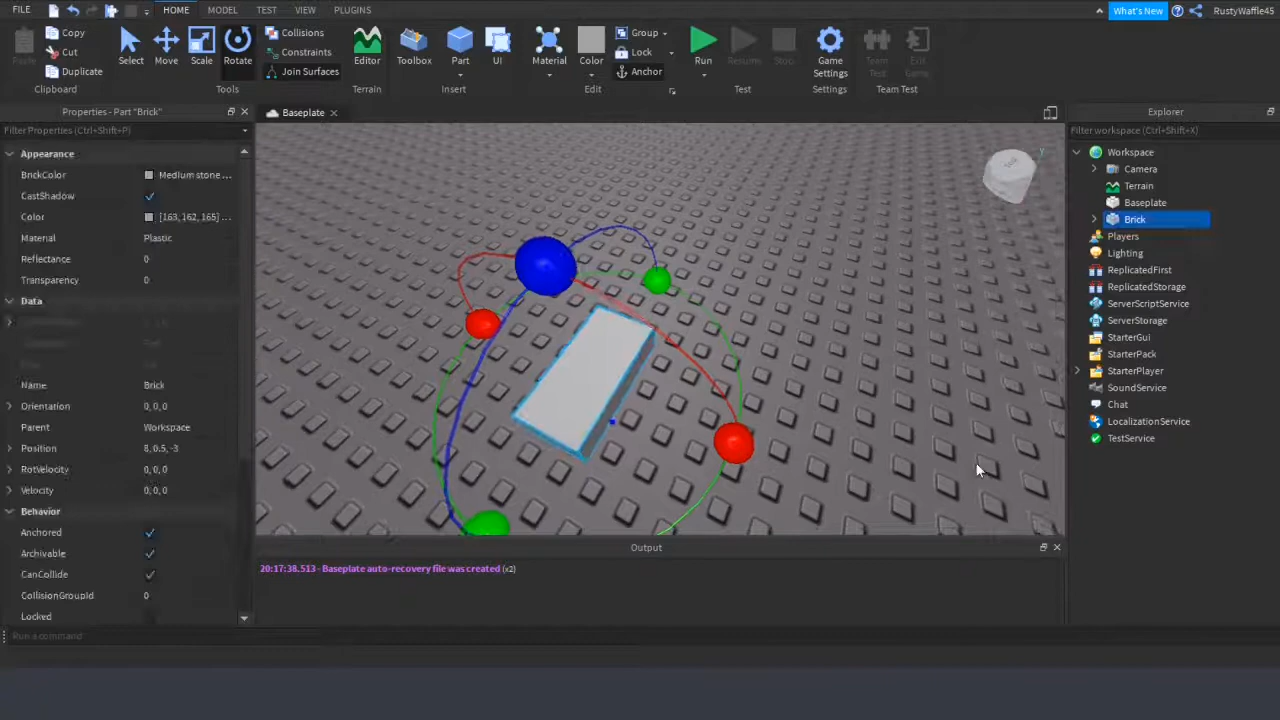 FILE HOME MODEL TEST VIEW PLUGINS What's New RustyWaffle45
Paste Copy Cut Duplicate Clipboard
Select Move Scale Rotate Collisions Constraints Join Surfaces Tools
Editor Terrain
Toolbox Part UI Insert
Material Color Group Lock Anchor Edit
Run Resume Stop Test
Game Settings Settings
Team Test Exit Game Team Test
Properties - Part "Brick"
Filter Properties (Ctrl+Shift+P)
Appearance
BrickColor Medium stone ...
CastShadow
Color [163, 162, 165] ...
Material Plastic
Reflectance 0
Transparency 0
Data
Name Brick
Orientation 0, 0, 0
Parent Workspace
Position 8, 0.5, -3
RotVelocity 0, 0, 0
Velocity 0, 0, 0
Behavior
Anchored
Archivable
CanCollide
CollisionGroupId 0
Locked
Baseplate
Output
20:17:38.513 - Baseplate auto-recovery file was created (x2)
Explorer
Filter workspace (Ctrl+Shift+X)
Workspace
Camera
Terrain
Baseplate
Brick
Players
Lighting
ReplicatedFirst
ReplicatedStorage
ServerScriptService
ServerStorage
StarterGui
StarterPack
StarterPlayer
SoundService
Chat
LocalizationService
TestService
Run a command